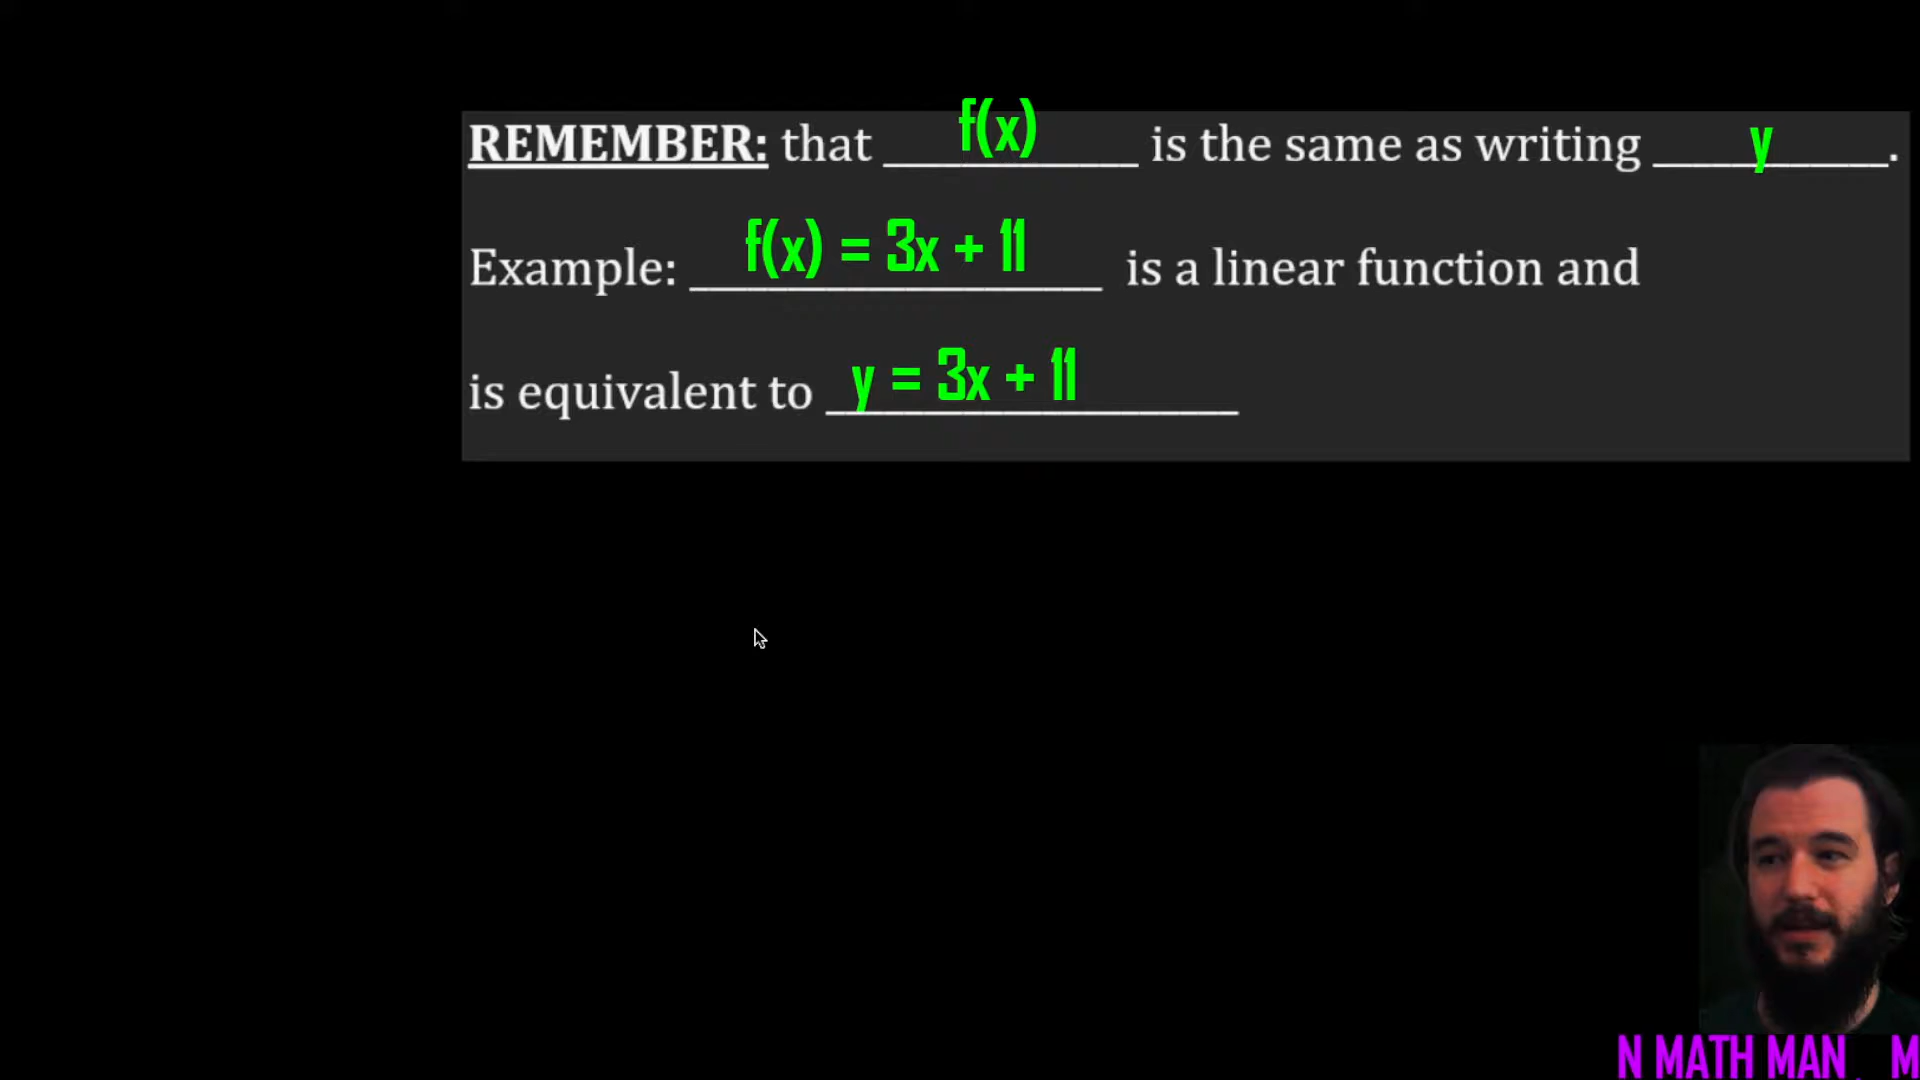 REMEMBER: that f(x) is the same as writing y.
Example: f(x) = 3x + 11 is a linear function and
is equivalent to y = 3x + 11
N MATH MAN M